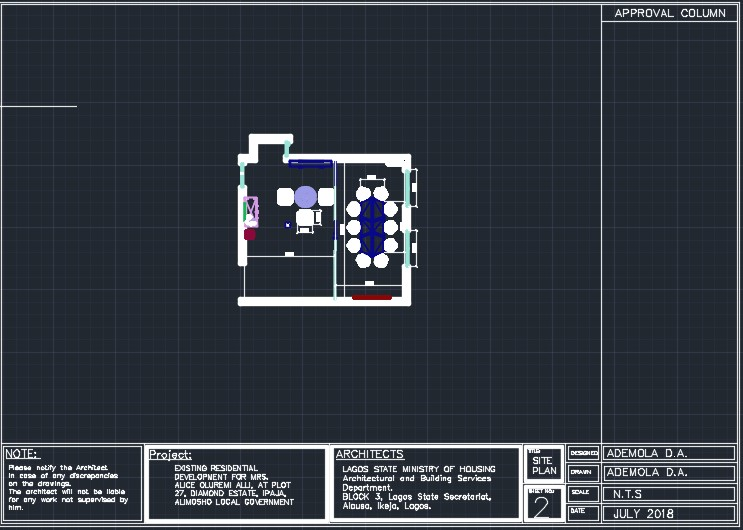 APPROVAL COLUMN
NOTE:
Please notify the Architect
in case of any discrepancies
on the drawings.
The architect will not be liable
for any work not supervised by
him.
Project:
EXISTING RESIDENTIAL
DEVELOPMENT FOR MRS.
ALICE OLUREMI ALLI, AT PLOT
27, DIAMOND ESTATE, IPAJA,
ALIMOSHO LOCAL GOVERNMENT
ARCHITECTS
LAGOS STATE MINISTRY OF HOUSING
Architectural and Building Services
Department.
BLOCK 3, Lagos State Secretariat,
Alausa, Ikeja, Lagos.
TITLE
SITE
PLAN
SHEET NO:
2
DESIGNED
ADEMOLA D.A.
DRAWN
ADEMOLA D.A.
SCALE
N.T.S
DATE
JULY 2018